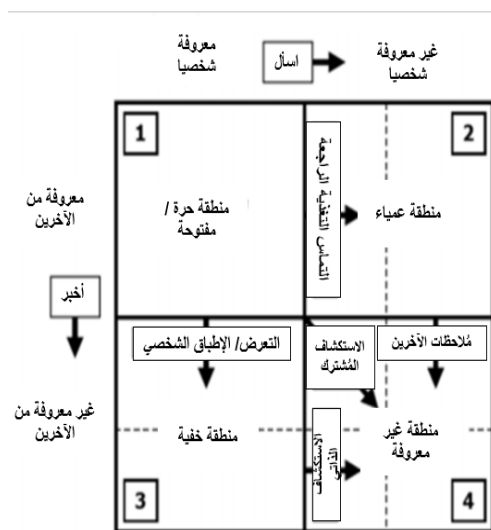 معروفة
شخصيا
اسأل
غير معروفة
شخصيا
1
2
معروفة من
الآخرين
منطقة حرة /
مفتوحة
التماس التغذية الراجعة
منطقة عمياء
أخبر
التعرض/ الإطباق الشخصي
الاستكشاف
المُشترك
مُلاحظات الآخرين
غير معروفة من
الآخرين
منطقة خفية
الاستكشاف
الذاتي
منطقة غير
معروفة
3
4